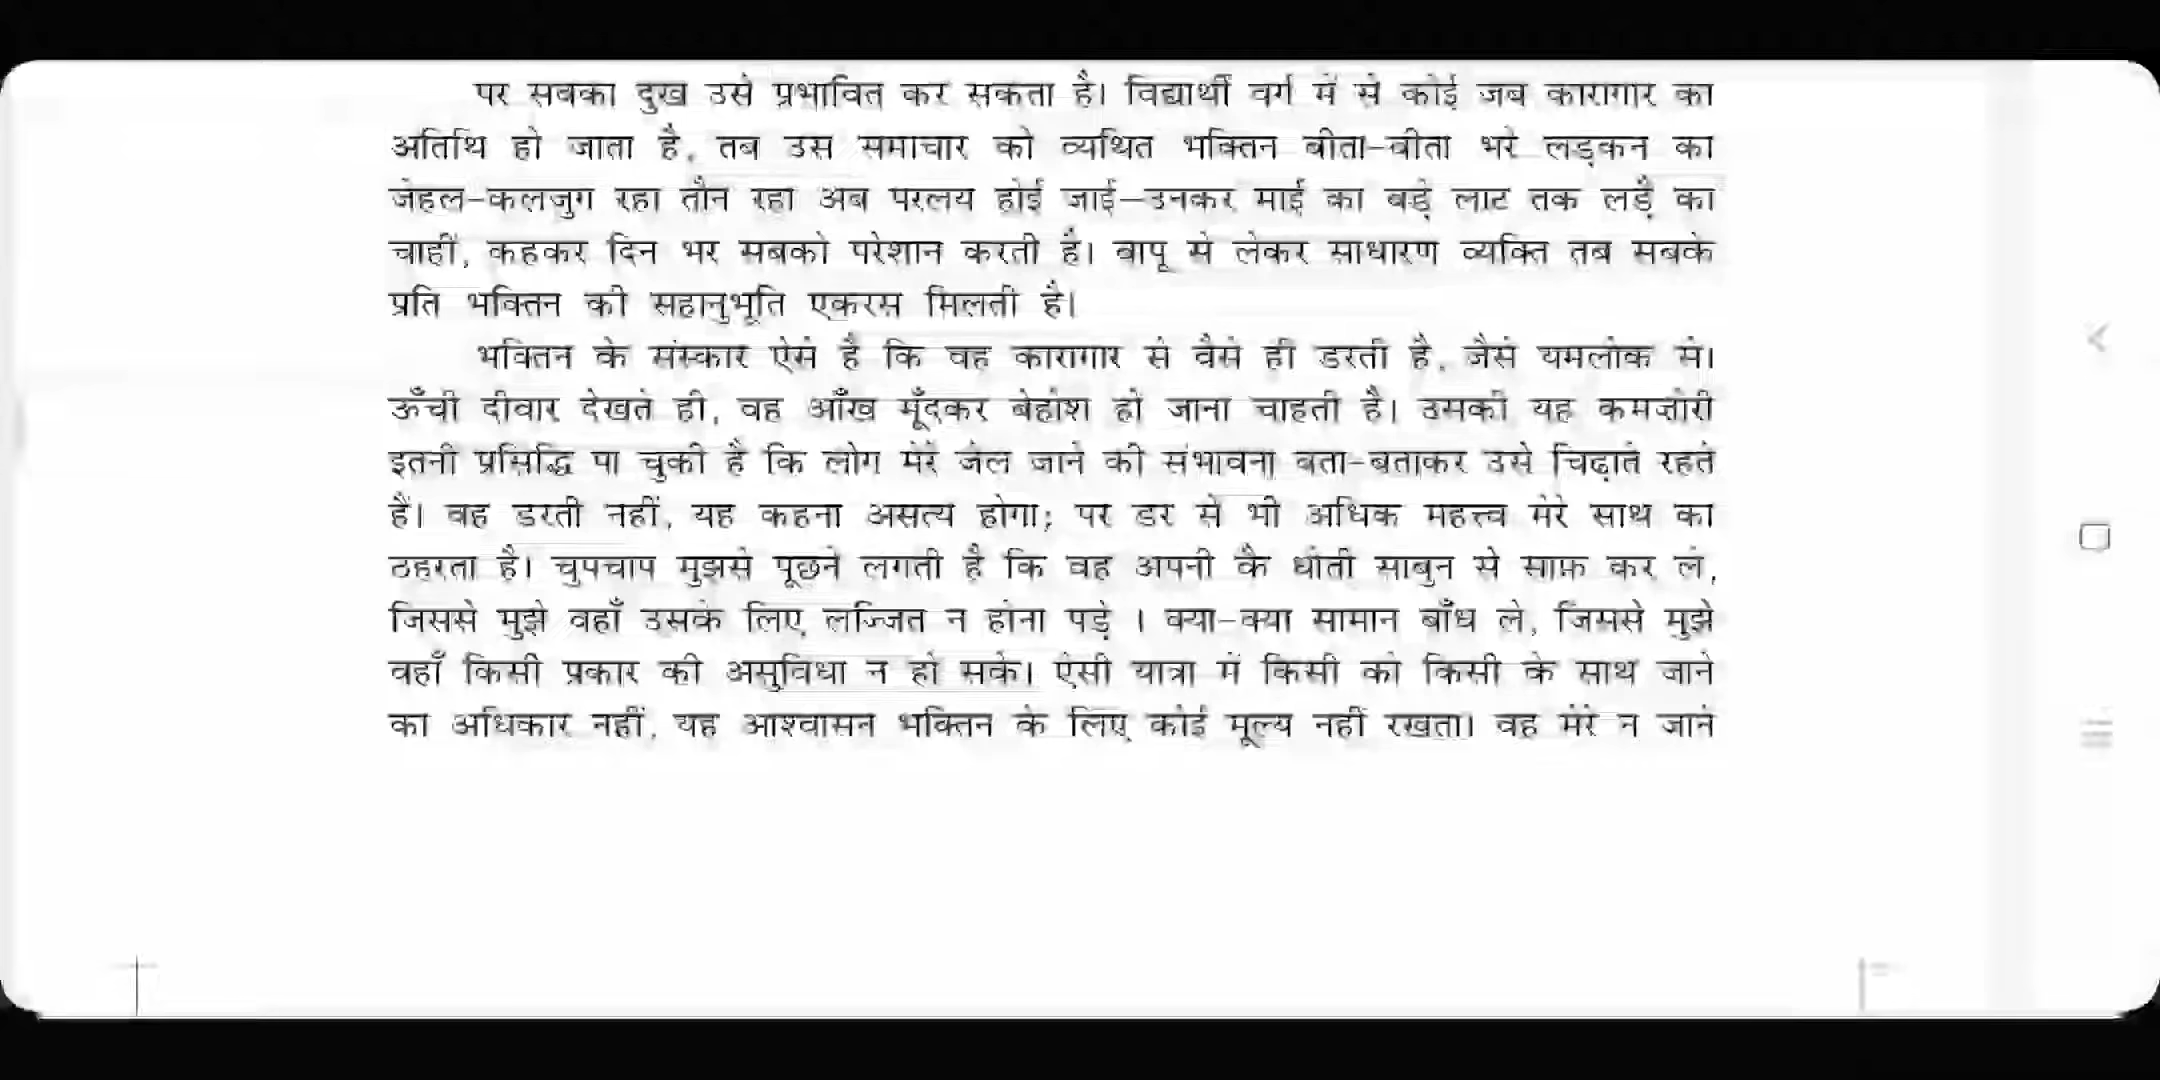 पर सबका दुख उसे प्रभावित कर सकता है। विद्यार्थी वर्ग में से कोई जब कारागार का
अतिथि हो जाता है, तब उस समाचार को व्यथित भक्तिन बीता-बीता भरे लड़कन का
जेहल-कलजुग रहा तौन रहा अब परलय होई जाई—उनकर माई का बड़े लाट तक लड़ै का
चाहीं, कहकर दिन भर सबको परेशान करती है। बापू से लेकर साधारण व्यक्ति तब सबके
प्रति भक्तिन की सहानुभूति एकरस मिलती है।
भक्तिन के संस्कार ऐसे है कि वह कारागार से वैसे ही डरती है, जैसे यमलोक से।
ऊँची दीवार देखते ही, वह आँख मूँदकर बेहोश हो जाना चाहती है। उसकी यह कमज़ोरी
इतनी प्रसिद्धि पा चुकी है कि लोग मेरे जेल जाने की संभावना बता-बताकर उसे चिढ़ाते रहते
हैं। वह डरती नहीं, यह कहना असत्य होगा; पर डर से भी अधिक महत्त्व मेरे साथ का
ठहरता है। चुपचाप मुझसे पूछने लगती है कि वह अपनी कै धोती साबुन से साफ़ कर ले,
जिससे मुझे वहाँ उसके लिए लज्जित न होना पड़े । क्या-क्या सामान बाँध ले, जिससे मुझे
वहाँ किसी प्रकार की असुविधा न हो सके। ऐसी यात्रा में किसी को किसी के साथ जाने
का अधिकार नहीं, यह आश्वासन भक्तिन के लिए कोई मूल्य नहीं रखता। वह मेरे न जाने